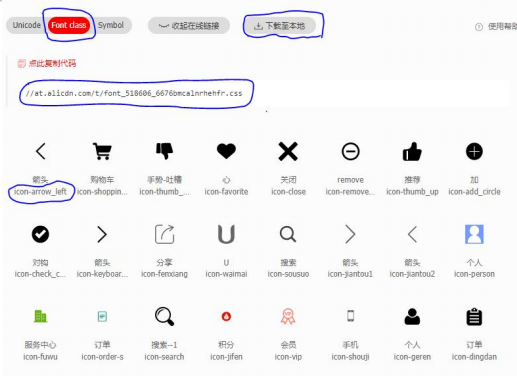 Unicode Font class Symbol 收起在线链接 下载至本地 使用帮助
点此复制代码
//at.alicdn.com/t/font_518606_6676bmcalnrhehfr.css
箭头 购物车 手势-吐槽 心 关闭 remove 推荐 加
icon-arrow_left icon-shoppin... icon-thumb_... icon-favorite icon-close icon-remove... icon-thumb_up icon-add_circle
对钩 箭头 分享 U 搜索 箭头 箭头 个人
icon-check_c... icon-keyboar... icon-fenxiang icon-waimai icon-sousuo icon-jiantou1 icon-jiantou2 icon-person
服务中心 订单 搜索--1 积分 会员 手机 个人 订单
icon-fuwu icon-order-s icon-search icon-jifen icon-vip icon-shouji icon-geren icon-dingdan